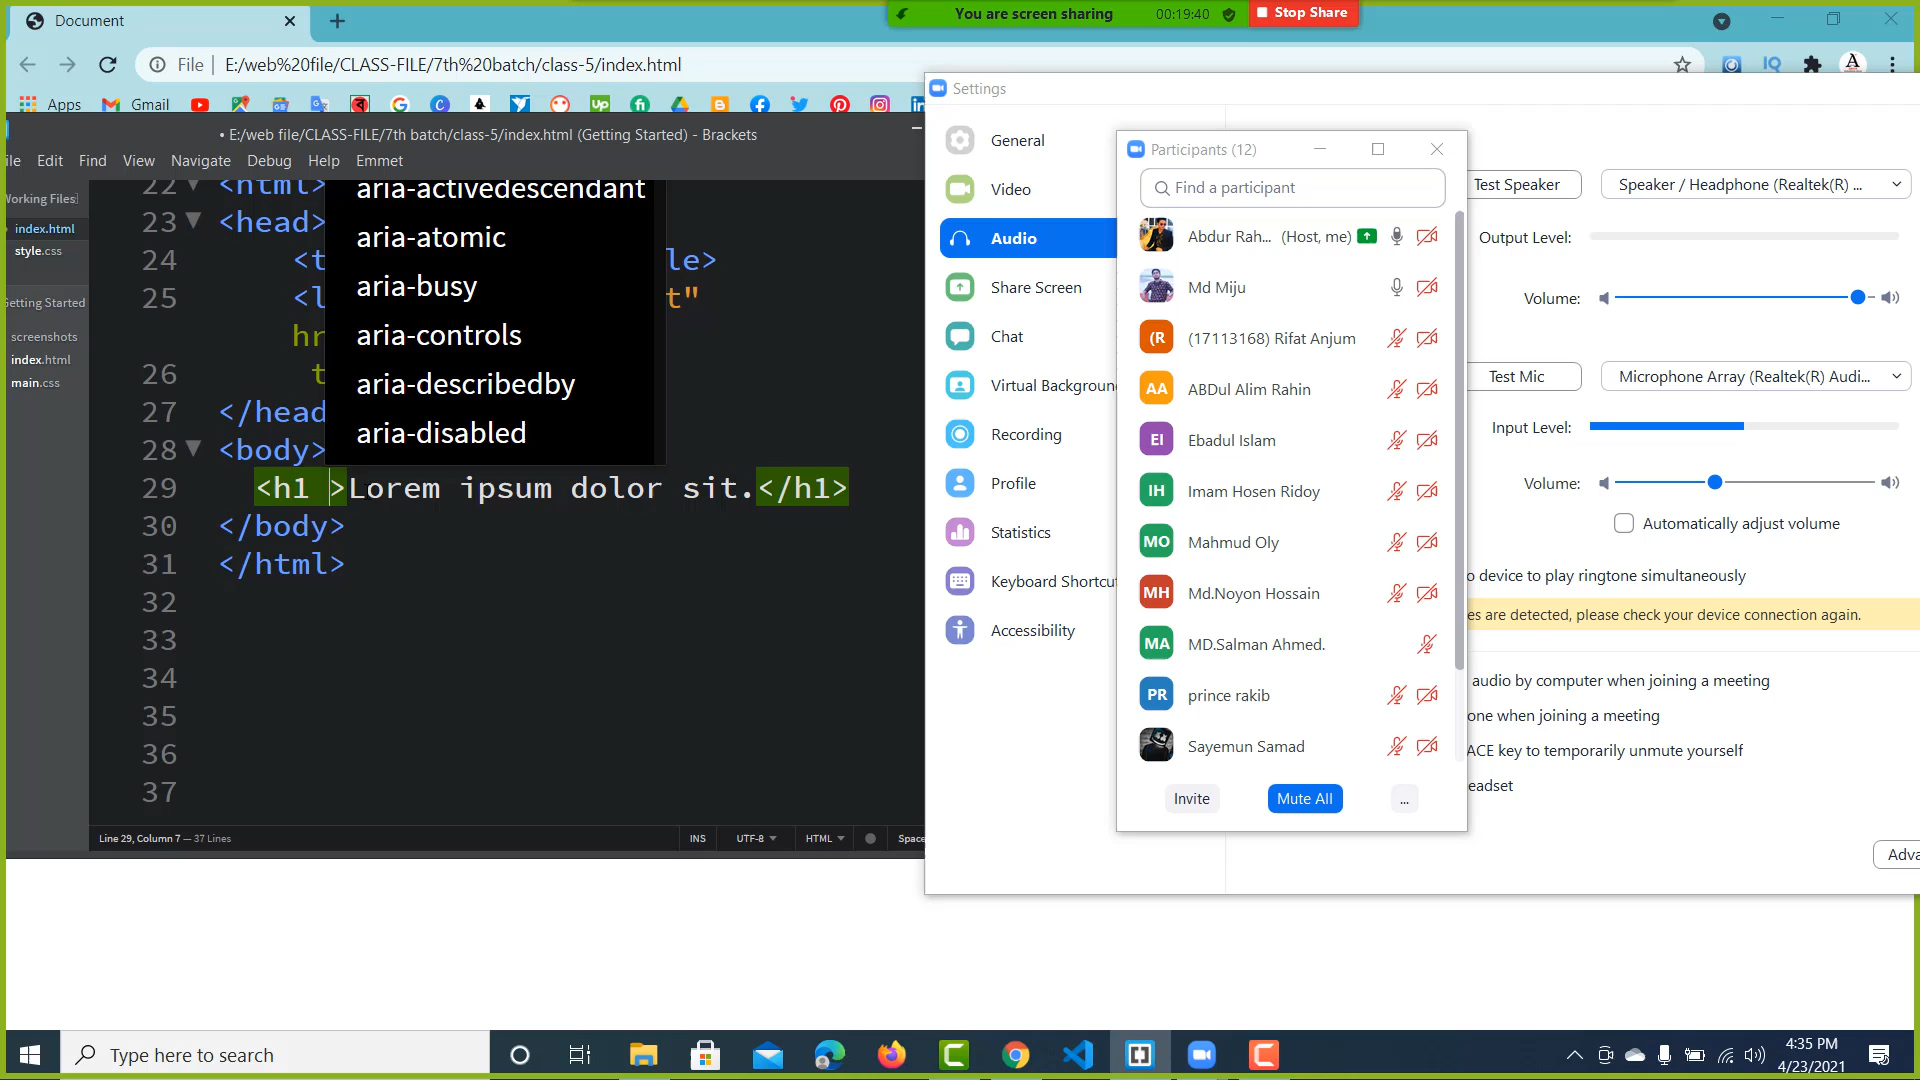 Document
You are screen sharing
00:19:40
Stop Share
File
E:/web%20file/CLASS-FILE/7th%20batch/class-5/index.html
Apps
Gmail
• E:/web file/CLASS-FILE/7th batch/class-5/index.html (Getting Started) - Brackets
ile Edit Find View Navigate Debug Help Emmet
Working Files
index.html
style.css
Getting Started
screenshots
index.html
main.css
22 <html>
23 <head>
24 <t le>
25 <l t"
hr
26 t
27 </head
28 <body>
29 <h1 >Lorem ipsum dolor sit.</h1>
30 </body>
31 </html>
32
33
34
35
36
37
aria-activedescendant
aria-atomic
aria-busy
aria-controls
aria-describedby
aria-disabled
Line 29, Column 7 — 37 Lines
INS
UTF-8
HTML
Space
Settings
General
Video
Audio
Share Screen
Chat
Virtual Backgroun
Recording
Profile
Statistics
Keyboard Shortcu
Accessibility
Participants (12)
Find a participant
Abdur Rah... (Host, me)
Md Miju
(R (17113168) Rifat Anjum
AA ABDul Alim Rahin
EI Ebadul Islam
IH Imam Hosen Ridoy
MO Mahmud Oly
MH Md.Noyon Hossain
MA MD.Salman Ahmed.
PR prince rakib
Sayemun Samad
Invite
Mute All
...
Test Speaker
Speaker / Headphone (Realtek(R) ...
Output Level:
Volume:
Test Mic
Microphone Array (Realtek(R) Audi...
Input Level:
Volume:
Automatically adjust volume
o device to play ringtone simultaneously
es are detected, please check your device connection again.
audio by computer when joining a meeting
one when joining a meeting
ACE key to temporarily unmute yourself
eadset
Adva
Type here to search
4:35 PM
4/23/2021